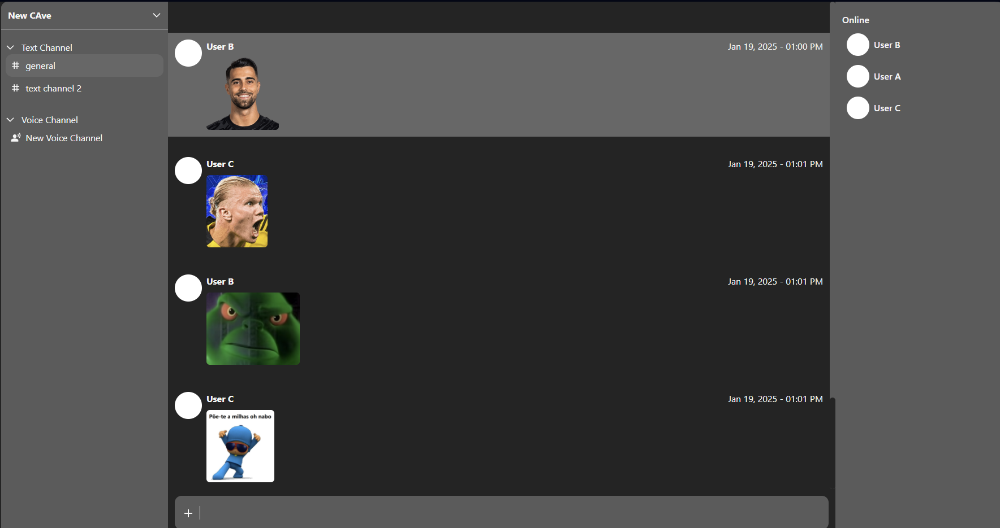 New CAve
Text Channel
general
text channel 2
Voice Channel
New Voice Channel
User B
Jan 19, 2025 - 01:00 PM
User C
Jan 19, 2025 - 01:01 PM
User B
Jan 19, 2025 - 01:01 PM
User C
Jan 19, 2025 - 01:01 PM
Põe-te a milhas oh nabo
Online
User B
User A
User C